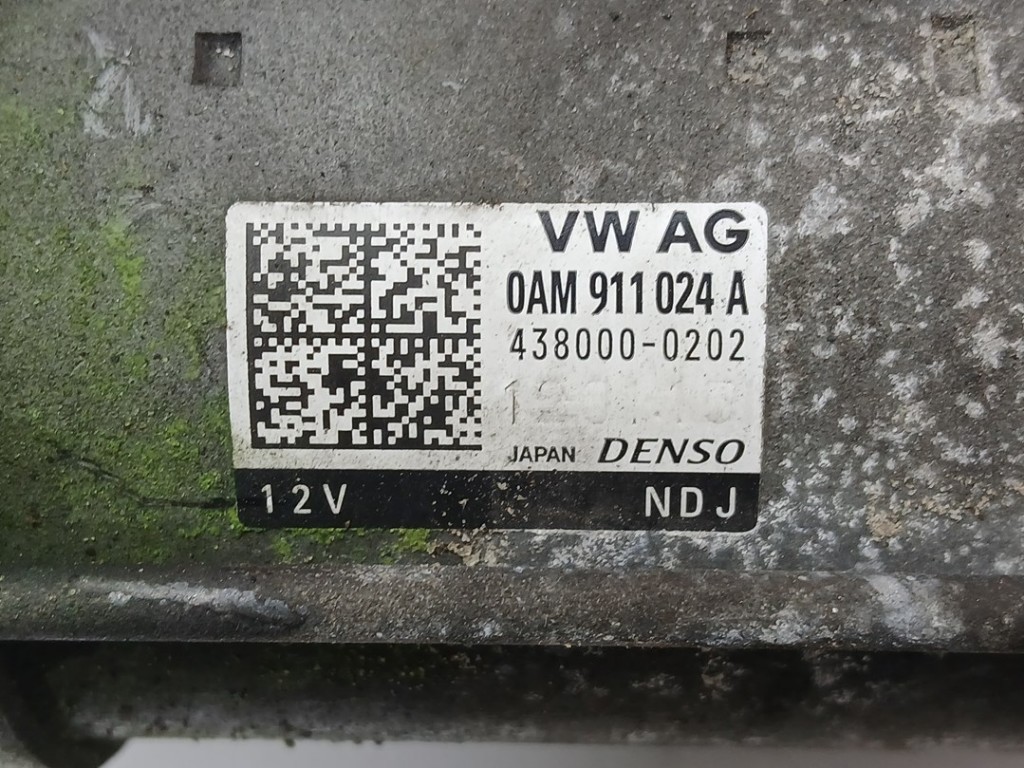 VW AG
0AM 911 024 A
438000-0202
JAPAN DENSO
12V NDJ